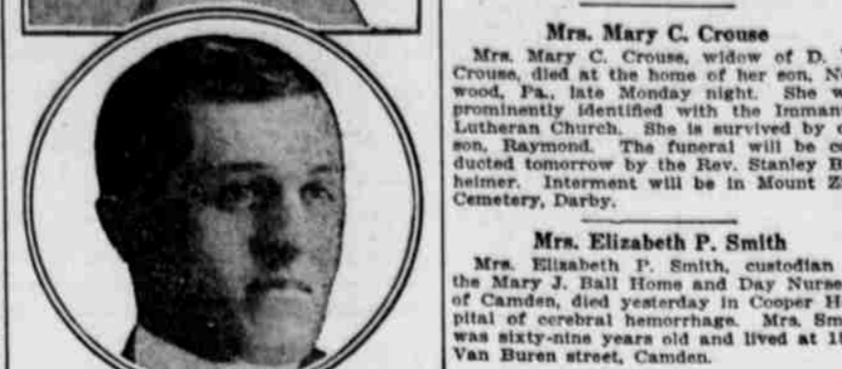 Mrs. Mary C. Crouse
Mrs. Mary C. Crouse, widow of D.
Crouse, died at the home of her son,
wood, Pa., late Monday night. She
prominently identified with the
Lutheran Church. She is survived by
son, Raymond. The funeral will be
ducted tomorrow by the Rev. Stanley
heimer. Interment will be in Mount
Cemetery, Darby.
Mrs. Elizabeth P. Smith
Mrs. Elizabeth P. Smith, custodian
the Mary J. Ball Home and Day
of Camden, died yesterday in Cooper
pital of cerebral hemorrhage. Mrs.
was sixty-nine years old and lived at
Van Buren street, Camden.